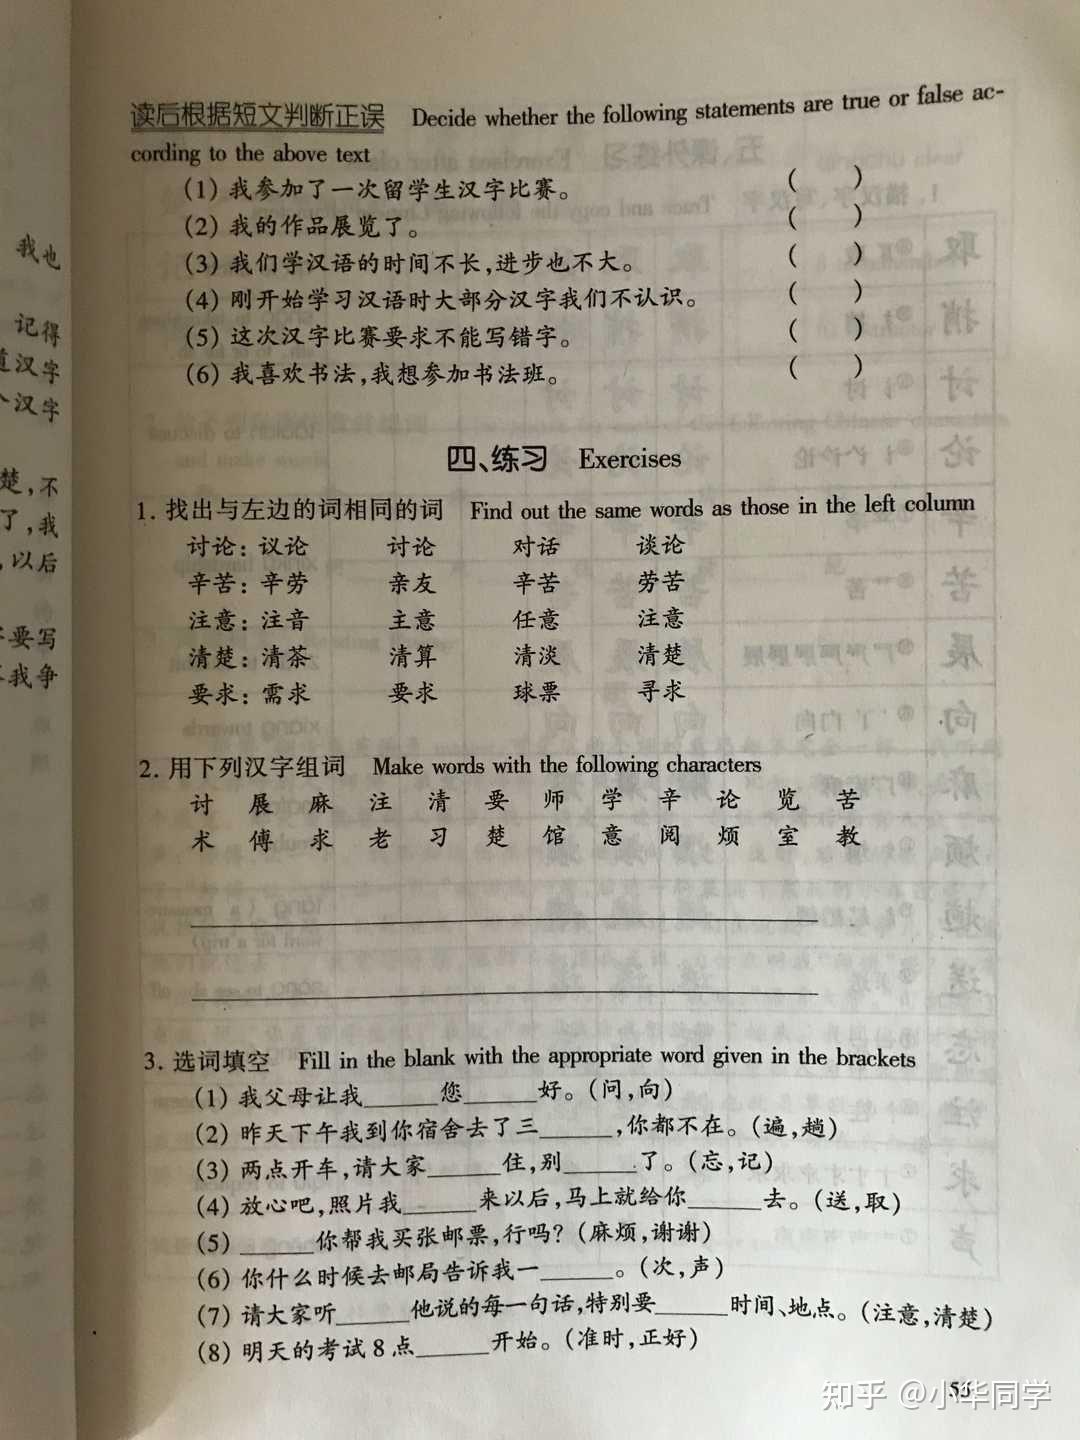 读后根据短文判断正误 Decide whether the following statements are true or false ac-
cording to the above text
(1) 我参加了一次留学生汉字比赛。 ( )
(2) 我的作品展览了。 ( )
(3) 我们学汉语的时间不长,进步也不大。 ( )
(4) 刚开始学习汉语时大部分汉字我们不认识。 ( )
(5) 这次汉字比赛要求不能写错字。 ( )
(6) 我喜欢书法,我想参加书法班。 ( )
我也
记得
道汉字
个汉字
楚,不
了,我
,以后
要写
我争
四、练习 Exercises
1. 找出与左边的词相同的词 Find out the same words as those in the left column
讨论: 议论 讨论 对话 谈论
辛苦: 辛劳 亲友 辛苦 劳苦
注意: 注音 主意 任意 注意
清楚: 清茶 清算 清淡 清楚
要求: 需求 要求 球票 寻求
2. 用下列汉字组词 Make words with the following characters
讨 展 麻 注 清 要 师 学 辛 论 览 苦
术 傅 求 老 习 楚 馆 意 阅 烦 室 教
3. 选词填空 Fill in the blank with the appropriate word given in the brackets
(1) 我父母让我______您______好。(问,向)
(2) 昨天下午我到你宿舍去了三______,你都不在。(遍,趟)
(3) 两点开车,请大家______住,别______了。(忘,记)
(4) 放心吧,照片我______来以后,马上就给你______去。(送,取)
(5) ______你帮我买张邮票,行吗?(麻烦,谢谢)
(6) 你什么时候去邮局告诉我一______。(次,声)
(7) 请大家听______他说的每一句话,特别要______时间、地点。(注意,清楚)
(8) 明天的考试8点______开始。(准时,正好)
知乎 @小华同学